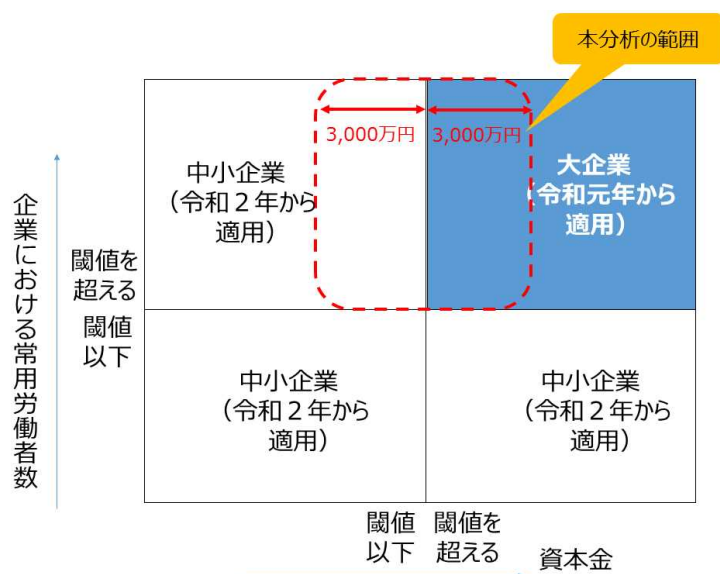 本分析の範囲
3,000万円
3,000万円
中小企業
（令和２年から
適用）
大企業
（令和元年から
適用）
企業における常用労働者数
閾値を
超える
閾値
以下
中小企業
（令和２年から
適用）
中小企業
（令和２年から
適用）
閾値
以下
閾値を
超える
資本金